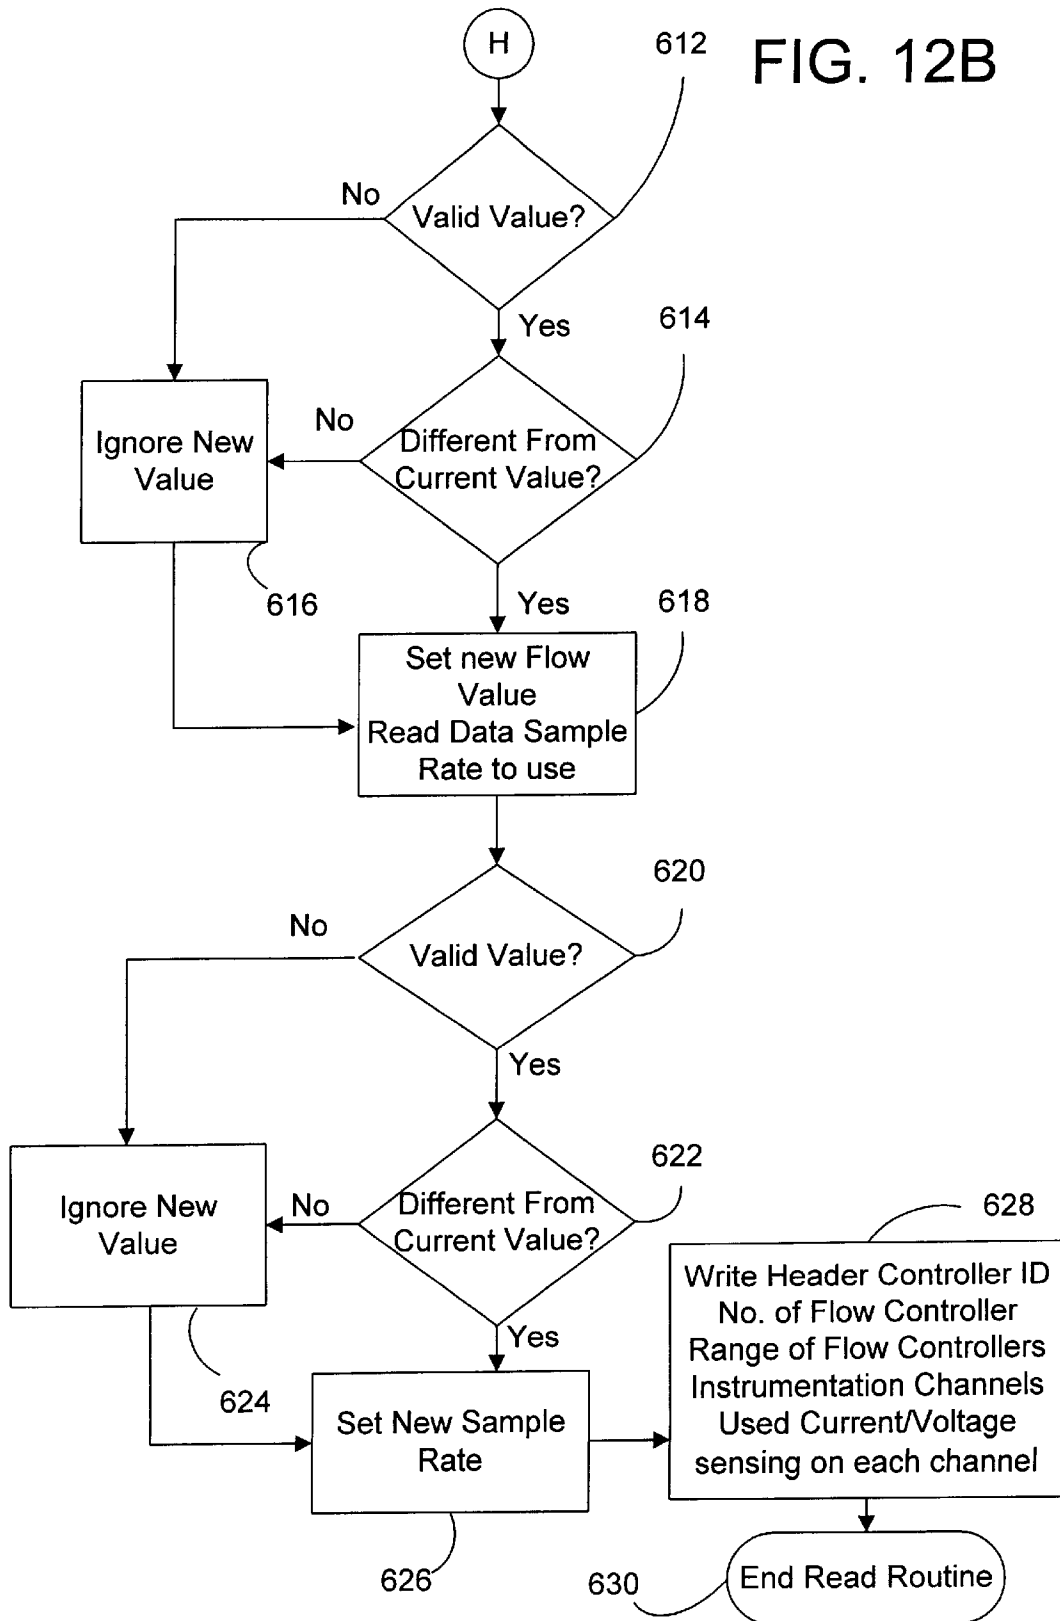 H
612
FIG. 12B
No
Valid Value?
Yes
614
Ignore New
Value
No
Different From
Current Value?
616
Yes
618
Set new Flow
Value
Read Data Sample
Rate to use
620
No
Valid Value?
Yes
622
Ignore New
Value
No
Different From
Current Value?
628
Write Header Controller ID
No. of Flow Controller
Range of Flow Controllers
Instrumentation Channels
Used Current/Voltage
sensing on each channel
Yes
624
Set New Sample
Rate
626
630
End Read Routine